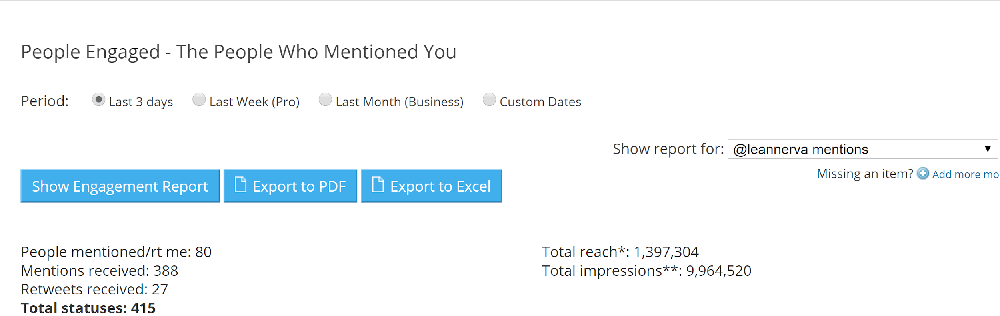 People Engaged - The People Who Mentioned You
Period: Last 3 days Last Week (Pro) Last Month (Business) Custom Dates
Show report for: @leannerva mentions
Missing an item? Add more mo
Show Engagement Report Export to PDF Export to Excel
People mentioned/rt me: 80
Mentions received: 388
Retweets received: 27
Total statuses: 415
Total reach*: 1,397,304
Total impressions**: 9,964,520